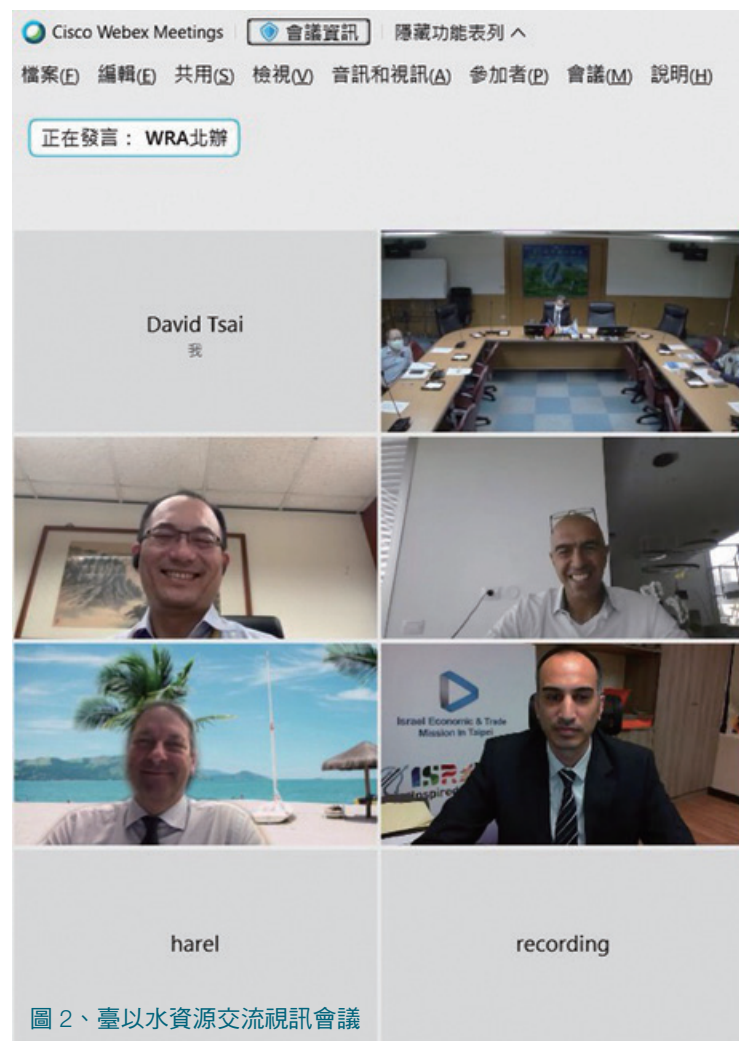 Cisco Webex Meetings 會議資訊 隱藏功能表列
檔案(F) 編輯(E) 共用(S) 檢視(V) 音訊和視訊(A) 參加者(P) 會議(M) 說明(H)
正在發言： WRA北辦
David Tsai
我
Israel Economic & Trade
Mission In Taipei
harel
recording
圖 2、臺以水資源交流視訊會議